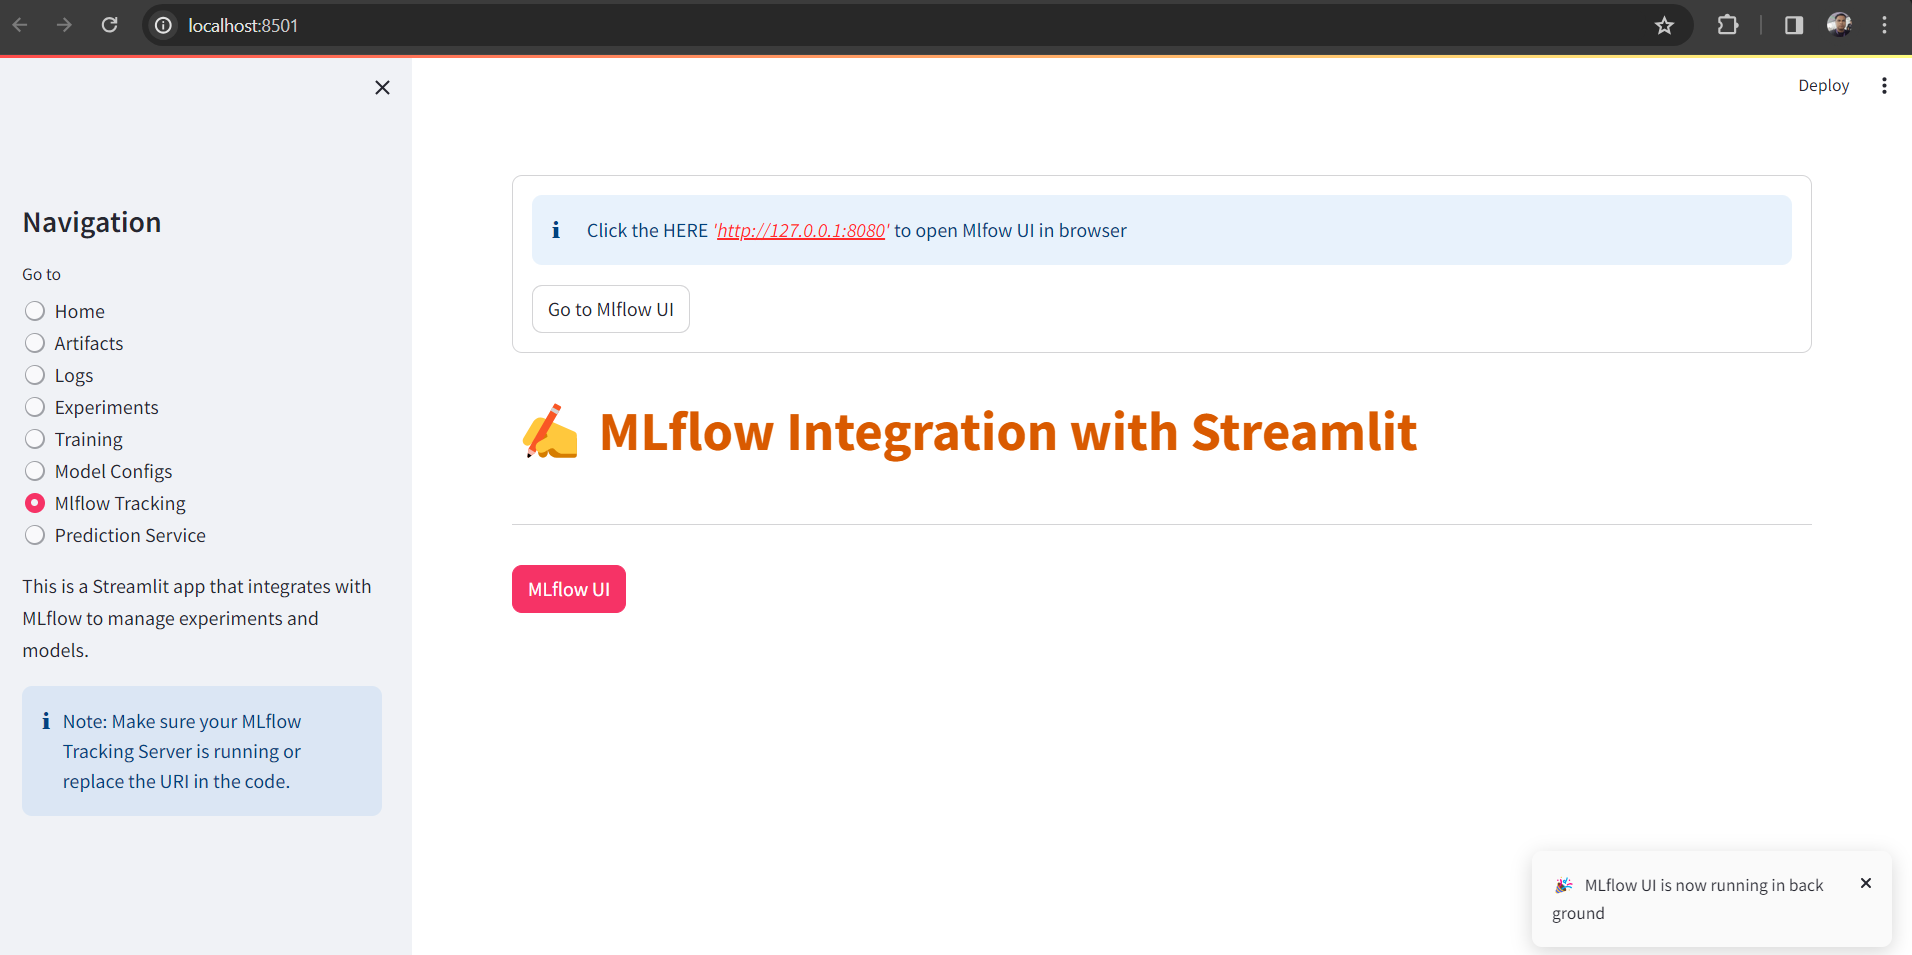 localhost:8501
Deploy
Navigation
Go to
Home
Artifacts
Logs
Experiments
Training
Model Configs
Mlflow Tracking
Prediction Service
This is a Streamlit app that integrates with
MLflow to manage experiments and
models.
Note: Make sure your MLflow
Tracking Server is running or
replace the URI in the code.
Click the HERE 'http://127.0.0.1:8080' to open Mlfow UI in browser
Go to Mlflow UI
MLflow Integration with Streamlit
MLflow UI
MLflow UI is now running in back
ground